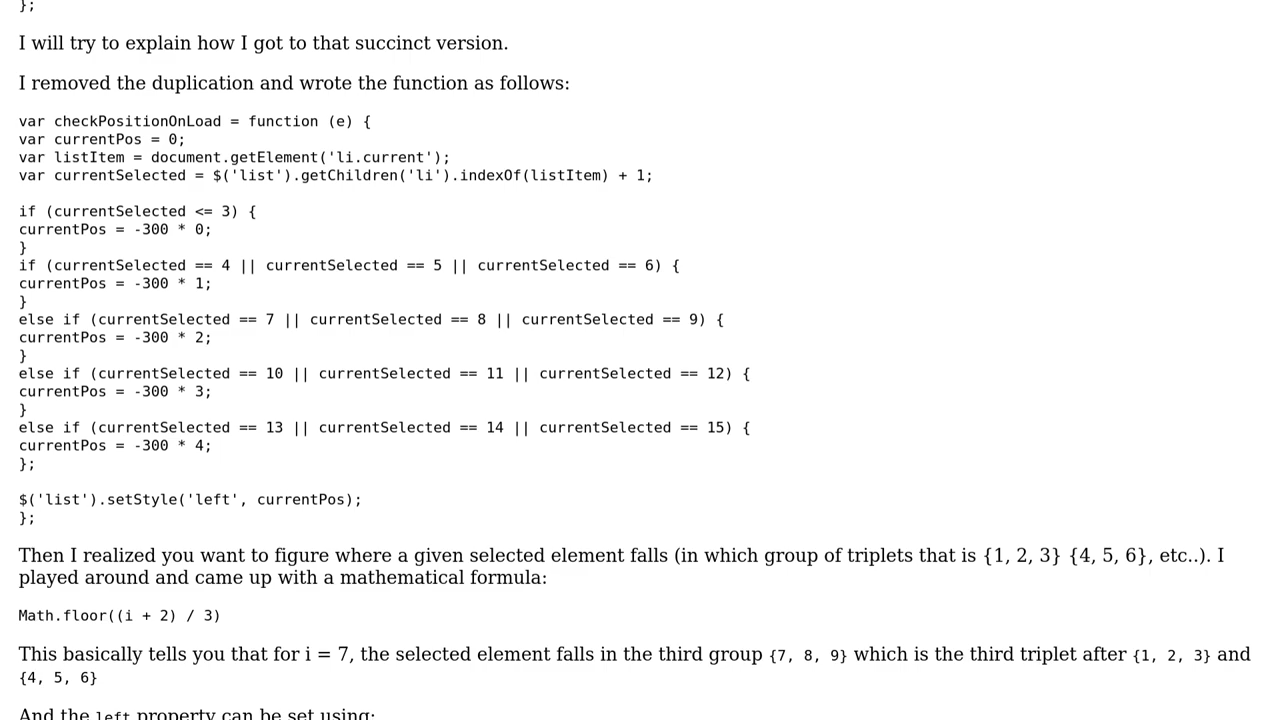 };
I will try to explain how I got to that succinct version.
I removed the duplication and wrote the function as follows:
var checkPositionOnLoad = function (e) {
var currentPos = 0;
var listItem = document.getElement('li.current');
var currentSelected = $('list').getChildren('li').indexOf(listItem) + 1;
if (currentSelected <= 3) {
currentPos = -300 * 0;
}
if (currentSelected == 4 || currentSelected == 5 || currentSelected == 6) {
currentPos = -300 * 1;
}
else if (currentSelected == 7 || currentSelected == 8 || currentSelected == 9) {
currentPos = -300 * 2;
}
else if (currentSelected == 10 || currentSelected == 11 || currentSelected == 12) {
currentPos = -300 * 3;
}
else if (currentSelected == 13 || currentSelected == 14 || currentSelected == 15) {
currentPos = -300 * 4;
};
$('list').setStyle('left', currentPos);
};
Then I realized you want to figure where a given selected element falls (in which group of triplets that is {1, 2, 3} {4, 5, 6}, etc..). I
played around and came up with a mathematical formula:
Math.floor((i + 2) / 3)
This basically tells you that for i = 7, the selected element falls in the third group {7, 8, 9} which is the third triplet after {1, 2, 3} and
{4, 5, 6}
And the left property can be set using: